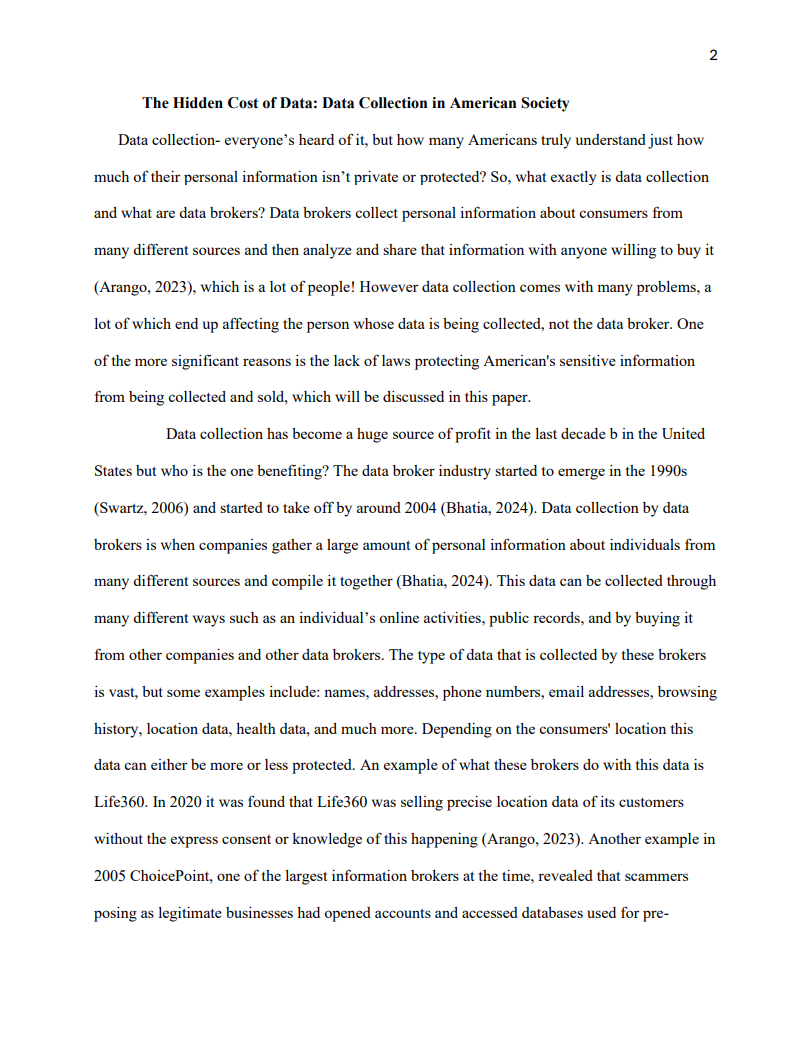 2
The Hidden Cost of Data: Data Collection in American Society
Data collection- everyone’s heard of it, but how many Americans truly understand just how
much of their personal information isn’t private or protected? So, what exactly is data collection
and what are data brokers? Data brokers collect personal information about consumers from
many different sources and then analyze and share that information with anyone willing to buy it
(Arango, 2023), which is a lot of people! However data collection comes with many problems, a
lot of which end up affecting the person whose data is being collected, not the data broker. One
of the more significant reasons is the lack of laws protecting American's sensitive information
from being collected and sold, which will be discussed in this paper.
Data collection has become a huge source of profit in the last decade b in the United
States but who is the one benefiting? The data broker industry started to emerge in the 1990s
(Swartz, 2006) and started to take off by around 2004 (Bhatia, 2024). Data collection by data
brokers is when companies gather a large amount of personal information about individuals from
many different sources and compile it together (Bhatia, 2024). This data can be collected through
many different ways such as an individual’s online activities, public records, and by buying it
from other companies and other data brokers. The type of data that is collected by these brokers
is vast, but some examples include: names, addresses, phone numbers, email addresses, browsing
history, location data, health data, and much more. Depending on the consumers' location this
data can either be more or less protected. An example of what these brokers do with this data is
Life360. In 2020 it was found that Life360 was selling precise location data of its customers
without the express consent or knowledge of this happening (Arango, 2023). Another example in
2005 ChoicePoint, one of the largest information brokers at the time, revealed that scammers
posing as legitimate businesses had opened accounts and accessed databases used for pre-